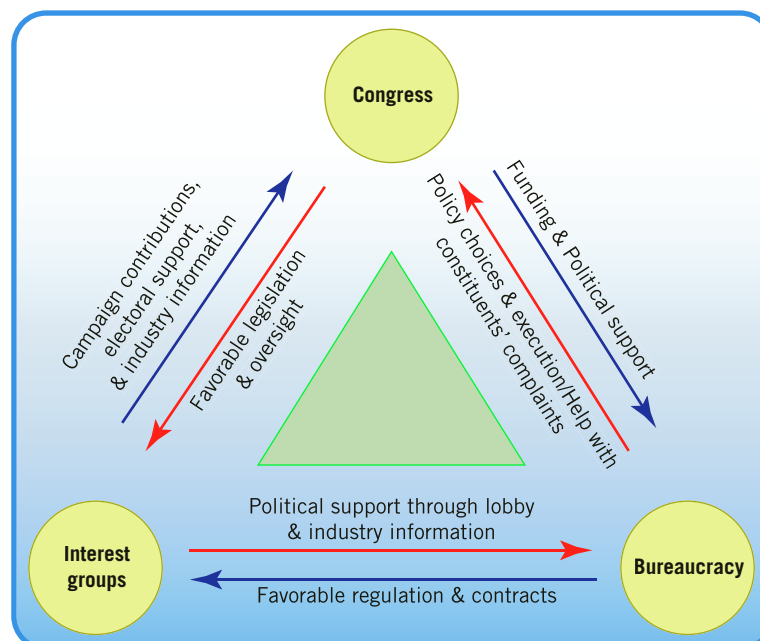 Congress
Campaign contributions,
electoral support,
& industry information
Favorable legislation
& oversight
Policy choices & execution/Help with
constituents’ complaints
Funding & Political support
Interest
groups
Political support through lobby
& industry information
Favorable regulation & contracts
Bureaucracy